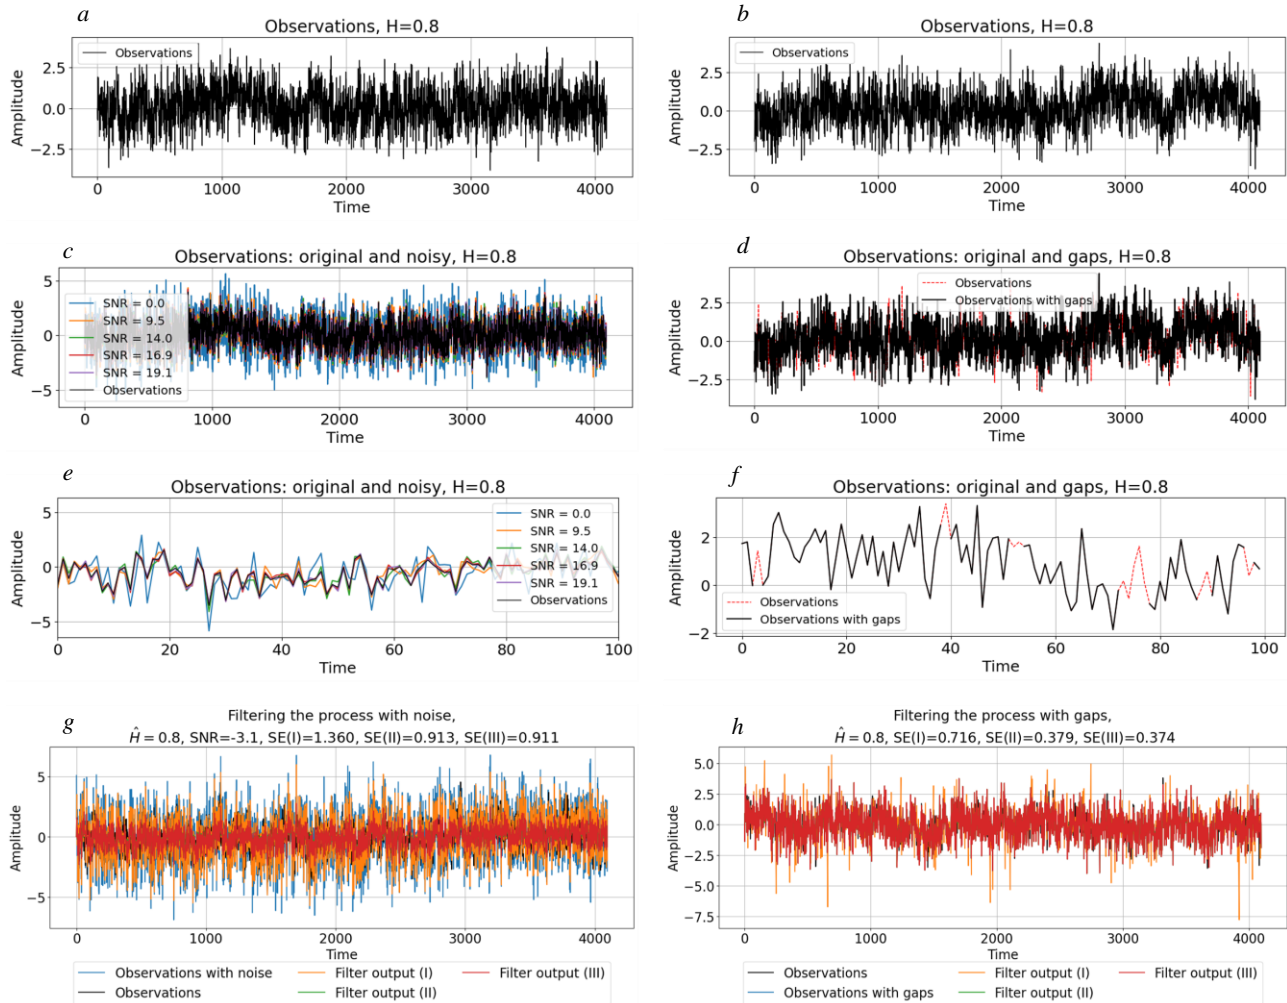 a
Observations, H=0.8
Observations
Amplitude
2.5
0.0
−2.5
0 1000 2000 3000 4000
Time
b
Observations, H=0.8
Observations
Amplitude
2.5
0.0
−2.5
0 1000 2000 3000 4000
Time
c
Observations: original and noisy, H=0.8
SNR = 0.0
SNR = 9.5
SNR = 14.0
SNR = 16.9
SNR = 19.1
Observations
Amplitude
5
0
−5
0 1000 2000 3000 4000
Time
d
Observations: original and gaps, H=0.8
Observations
Observations with gaps
Amplitude
2.5
0.0
−2.5
0 1000 2000 3000 4000
Time
e
Observations: original and noisy, H=0.8
SNR = 0.0
SNR = 9.5
SNR = 14.0
SNR = 16.9
SNR = 19.1
Observations
Amplitude
5
0
−5
0 20 40 60 80 100
Time
f
Observations: original and gaps, H=0.8
Observations
Observations with gaps
Amplitude
2
0
−2
0 20 40 60 80 100
Time
g
Filtering the process with noise,
Ĥ = 0.8, SNR=-3.1, SE(I)=1.360, SE(II)=0.913, SE(III)=0.911
Amplitude
5
0
−5
0 1000 2000 3000 4000
Time
Observations with noise
Observations
Filter output (I)
Filter output (II)
Filter output (III)
h
Filtering the process with gaps,
Ĥ = 0.8, SE(I)=0.716, SE(II)=0.379, SE(III)=0.374
Amplitude
5.0
2.5
0.0
−2.5
−5.0
−7.5
0 1000 2000 3000 4000
Time
Observations
Observations with gaps
Filter output (I)
Filter output (II)
Filter output (III)